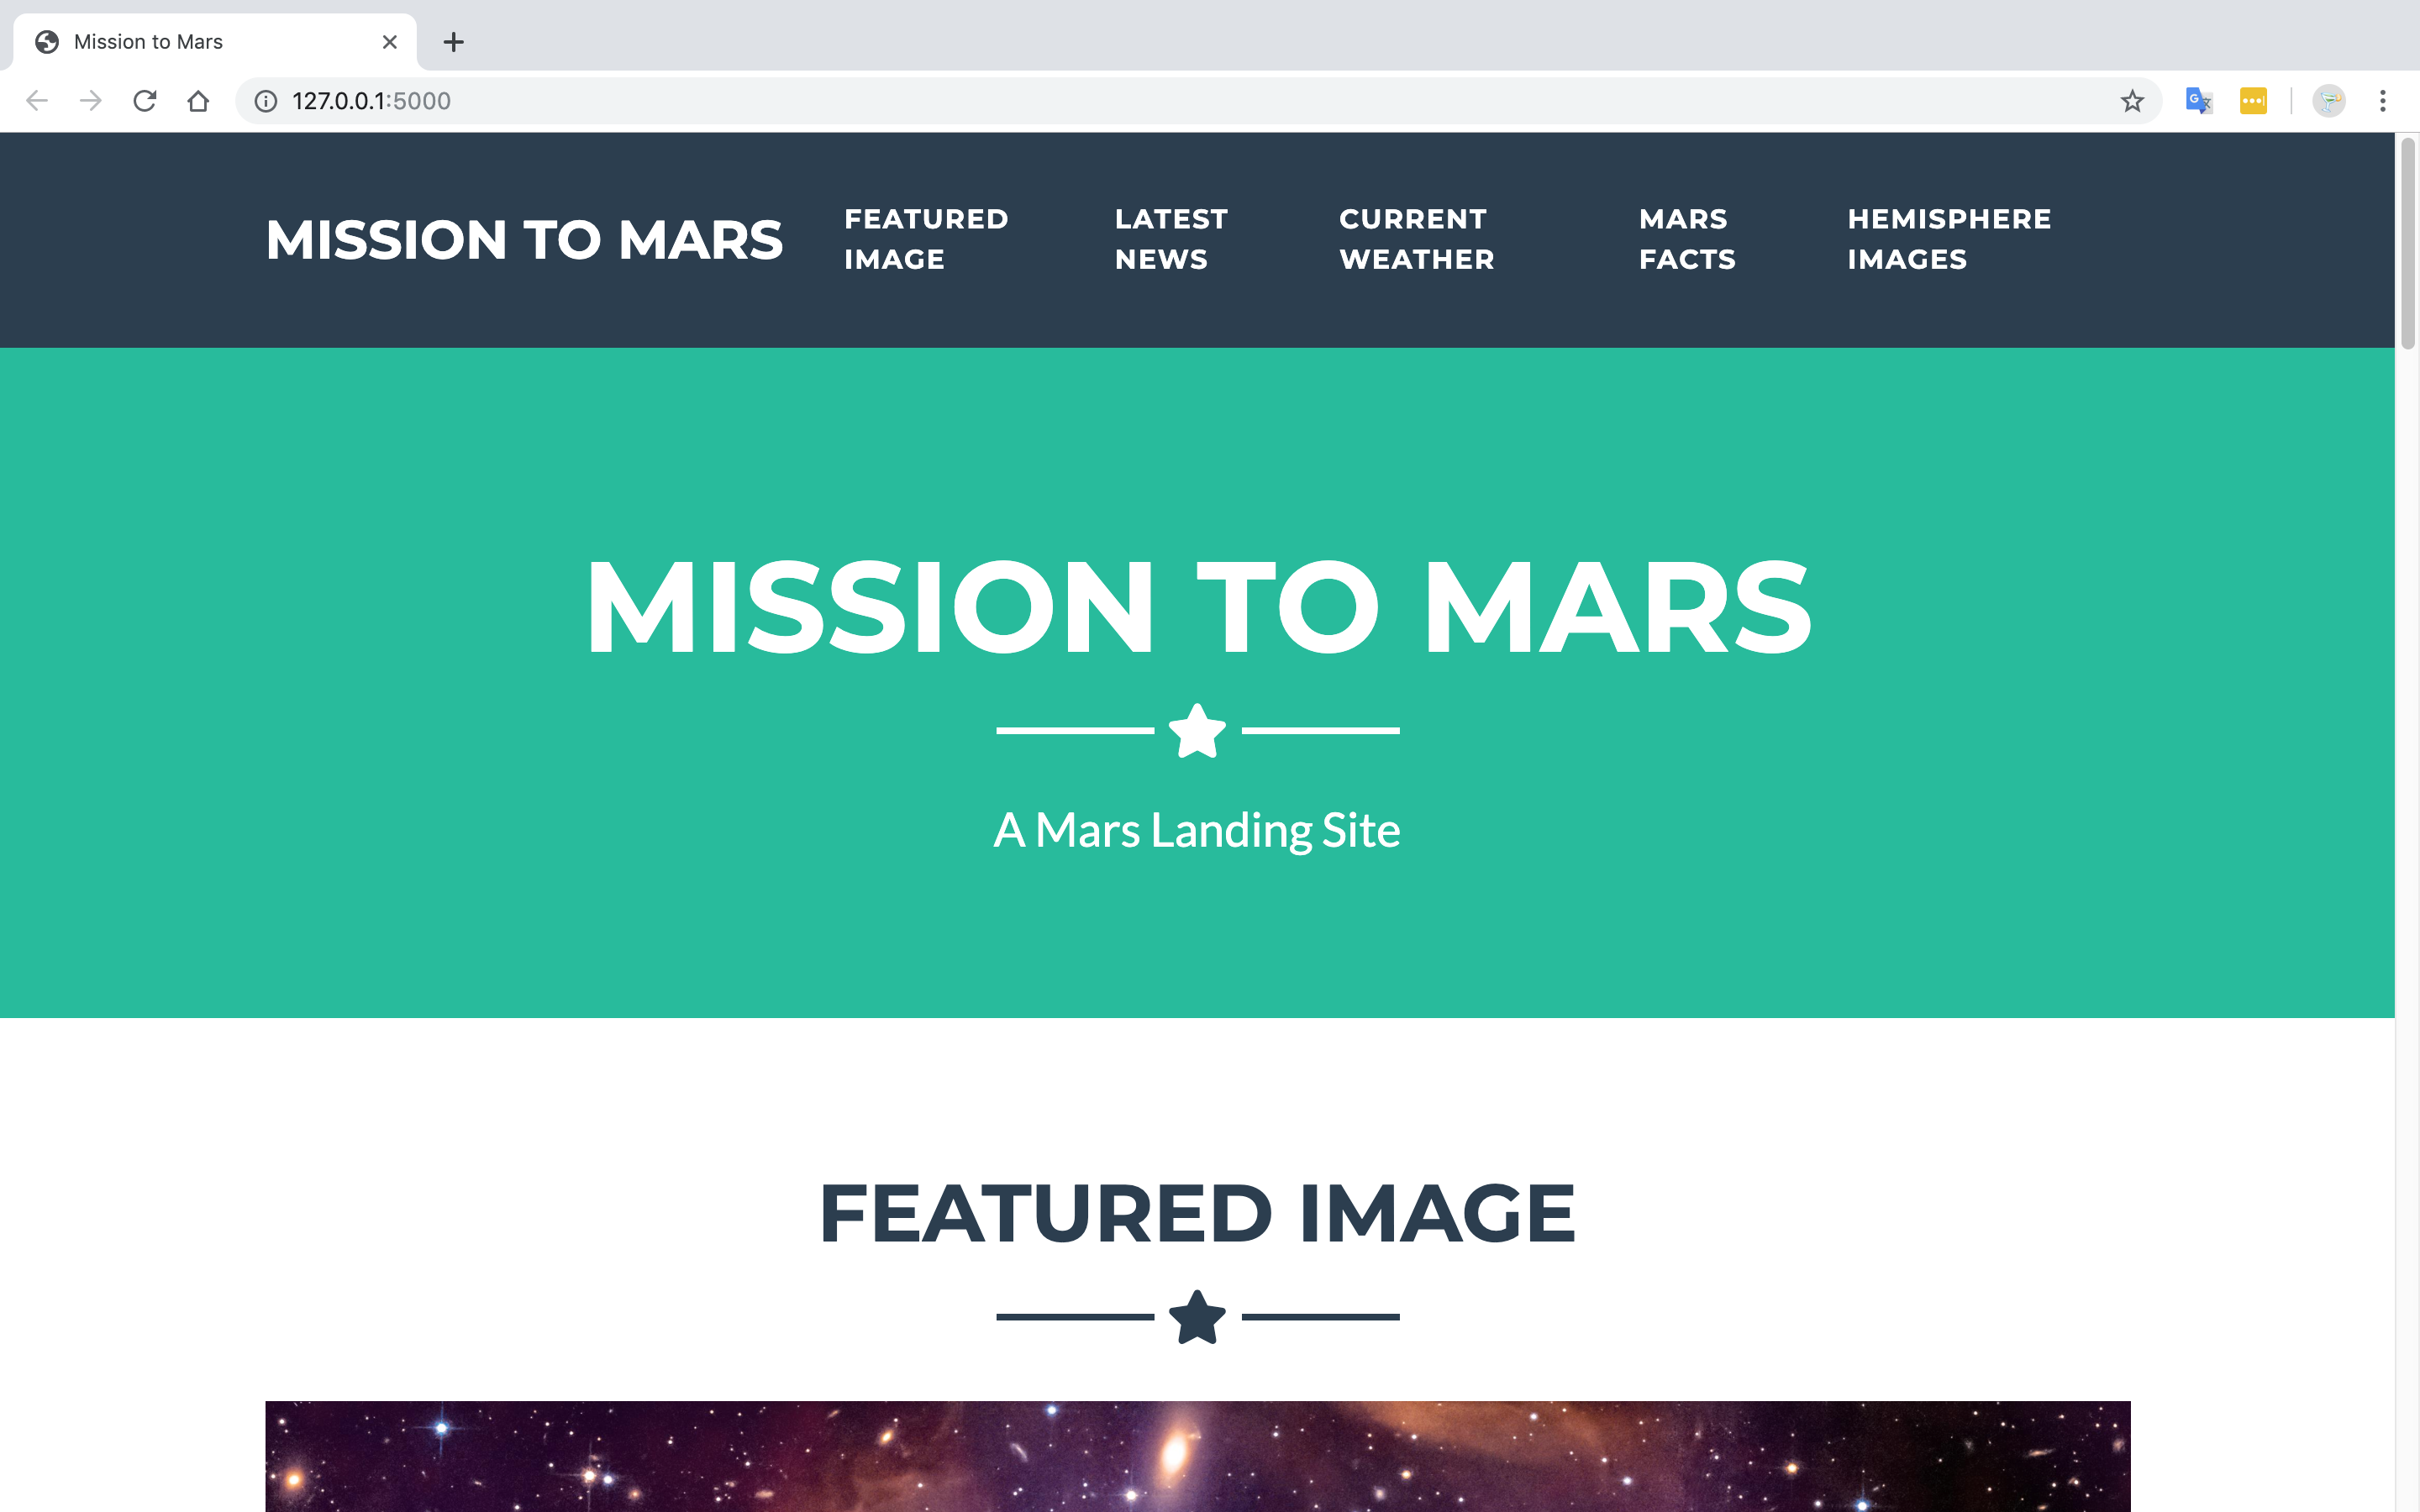 Mission to Mars
127.0.0.1:5000
MISSION TO MARS
FEATURED
IMAGE
LATEST
NEWS
CURRENT
WEATHER
MARS
FACTS
HEMISPHERE
IMAGES
MISSION TO MARS
A Mars Landing Site
FEATURED IMAGE